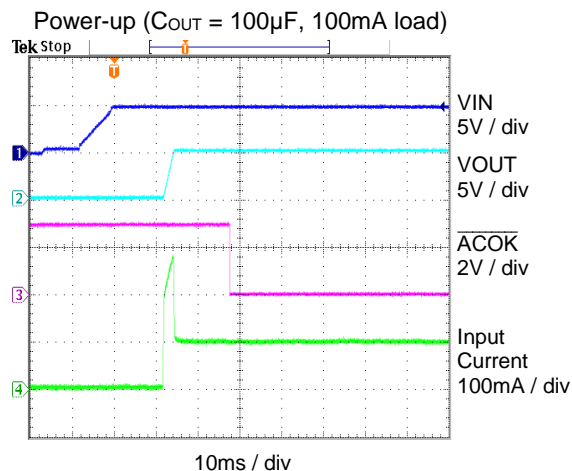 Power-up (COUT = 100µF, 100mA load)
Tek Stop
T
T
1
2
3
4
VIN
5V / div
VOUT
5V / div
ACOK
2V / div
Input
Current
100mA / div
10ms / div